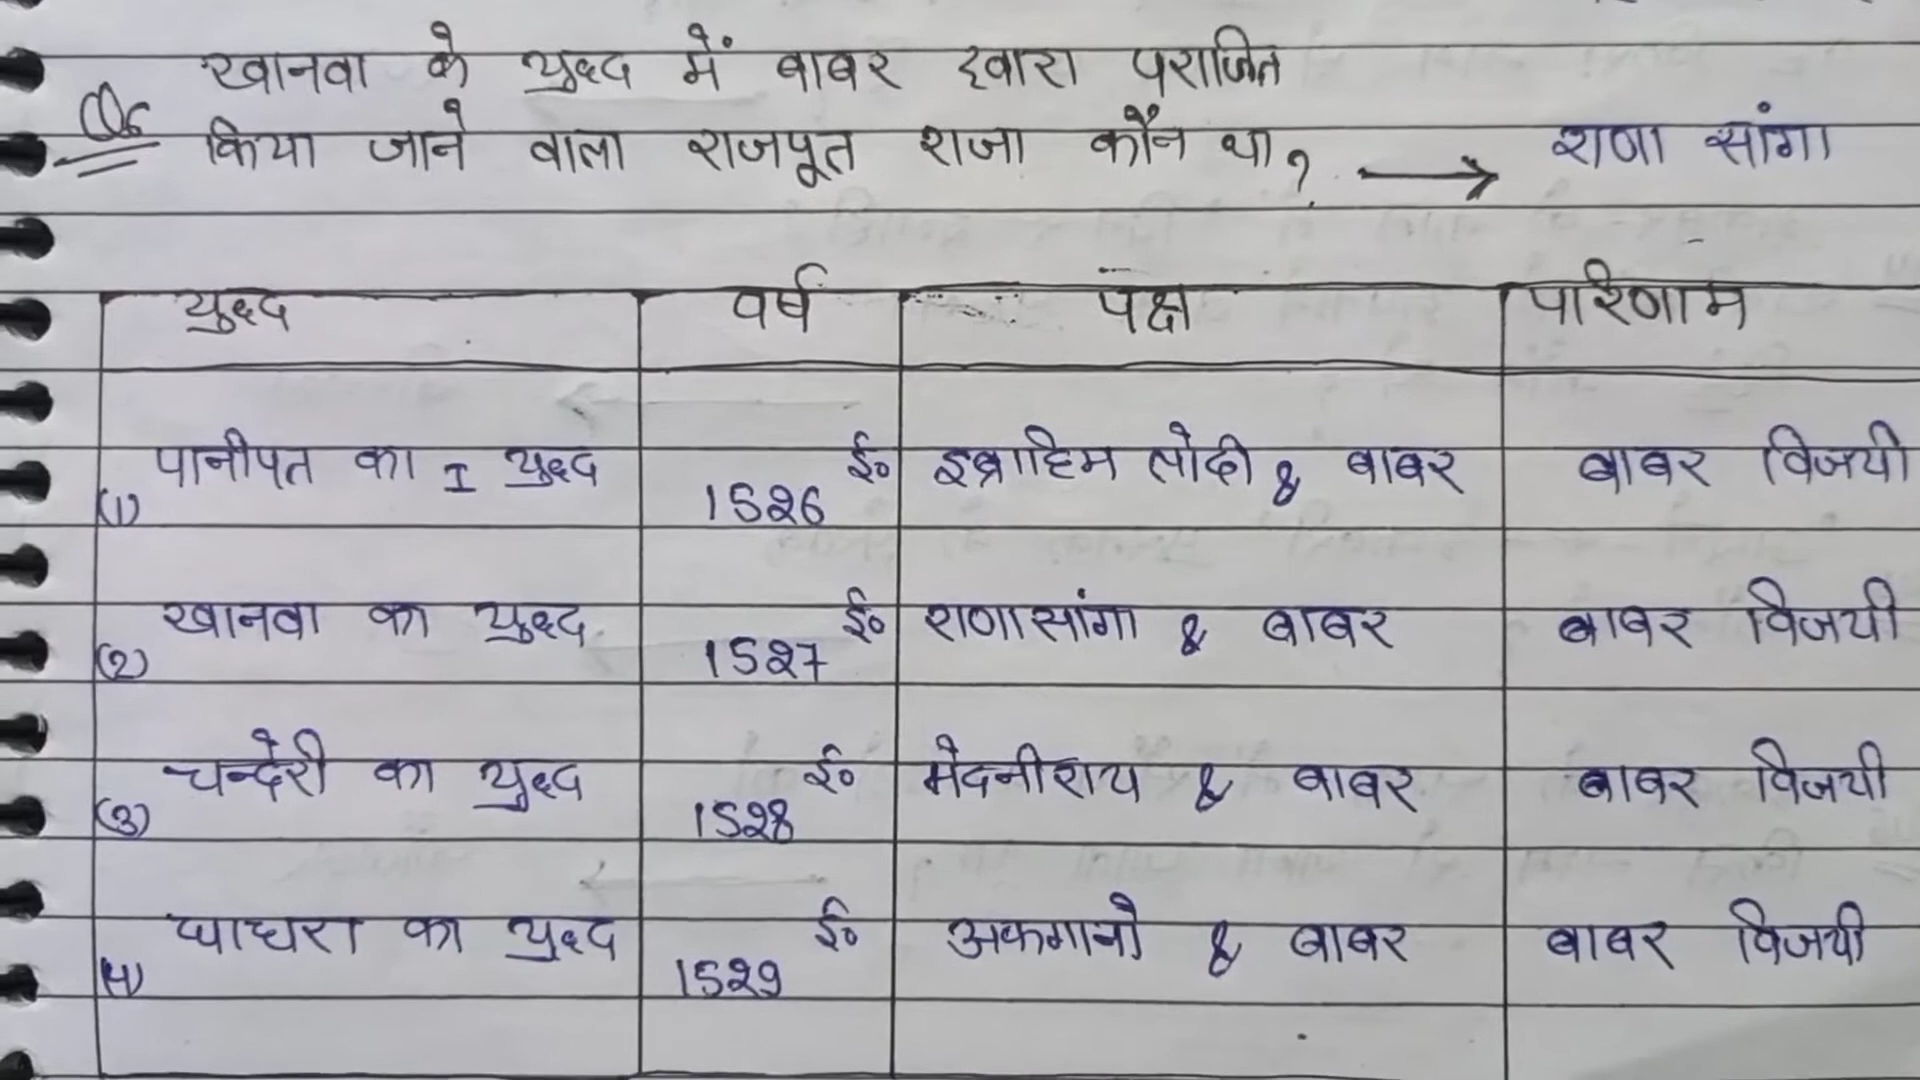 खानवा के युद्ध में बाबर द्वारा पराजित
Q. किया जाने वाला राजपूत राजा कौन था? → राणा सांगा
युद्ध वर्ष पक्ष परिणाम
(1) पानीपत का I युद्ध 1526 ई० इब्राहिम लोदी & बाबर बाबर विजयी
(2) खानवा का युद्ध 1527 ई० राणा सांगा & बाबर बाबर विजयी
(3) चन्देरी का युद्ध 1528 ई० मेदनीराय & बाबर बाबर विजयी
(4) घाघरा का युद्ध 1529 ई० अफगानो & बाबर बाबर विजयी